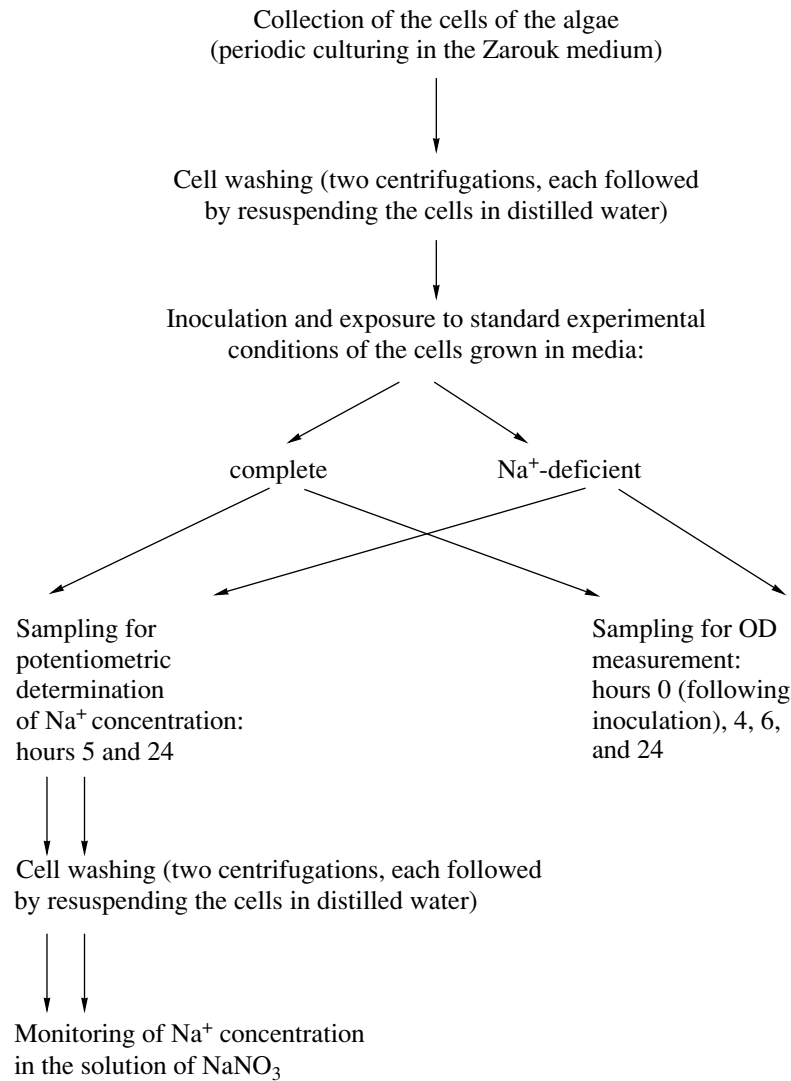 Collection of the cells of the algae
(periodic culturing in the Zarouk medium)
Cell washing (two centrifugations, each followed
by resuspending the cells in distilled water)
Inoculation and exposure to standard experimental
conditions of the cells grown in media:
complete
Na⁺-deficient
Sampling for
potentiometric
determination
of Na⁺ concentration:
hours 5 and 24
Sampling for OD
measurement:
hours 0 (following
inoculation), 4, 6,
and 24
Cell washing (two centrifugations, each followed
by resuspending the cells in distilled water)
Monitoring of Na⁺ concentration
in the solution of NaNO₃